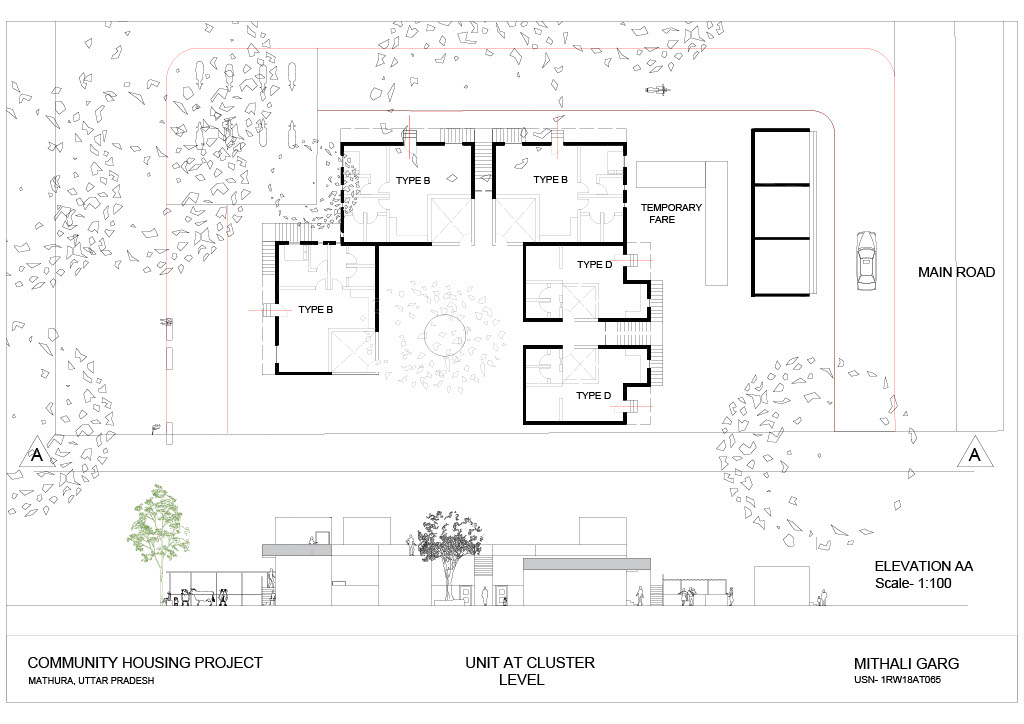 TYPE B
TYPE B
TEMPORARY
FARE
TYPE D
MAIN ROAD
TYPE B
TYPE D
A
A
ELEVATION AA
Scale- 1:100
COMMUNITY HOUSING PROJECT
MATHURA, UTTAR PRADESH
UNIT AT CLUSTER
LEVEL
MITHALI GARG
USN- 1RW18AT065